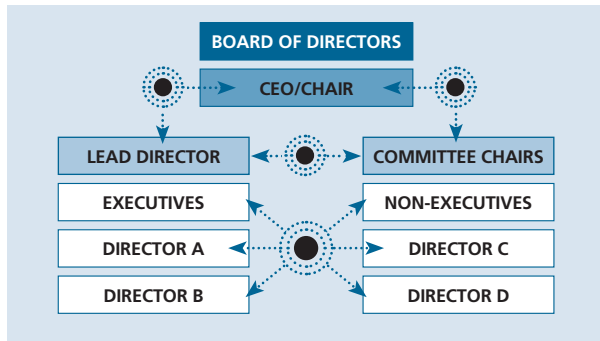 BOARD OF DIRECTORS
CEO/CHAIR
LEAD DIRECTOR
COMMITTEE CHAIRS
EXECUTIVES
NON-EXECUTIVES
DIRECTOR A
DIRECTOR C
DIRECTOR B
DIRECTOR D